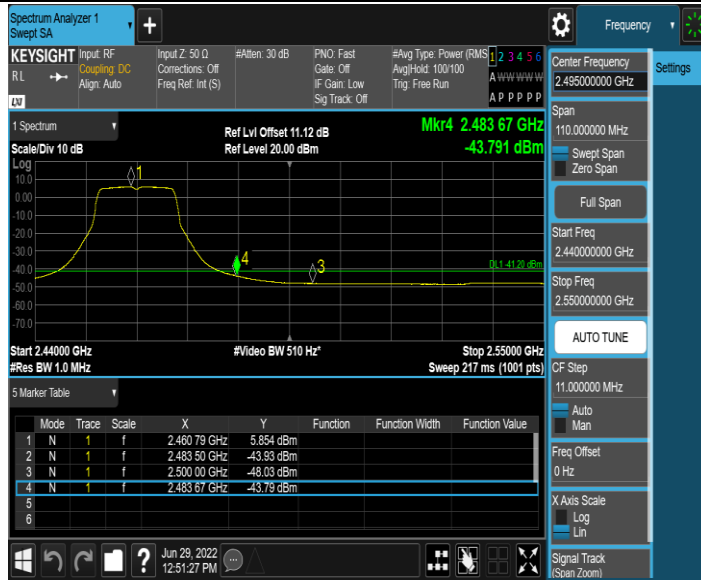 Spectrum Analyzer 1
Swept SA
+
Frequency
KEYSIGHT Input: RF Input Z: 50 Ω #Atten: 30 dB PNO: Fast #Avg Type: Power (RMS 1 2 3 4 5 6
RL Coupling: DC Corrections: Off Gate: Off Avg|Hold: 100/100 A W W W W W
Align: Auto Freq Ref: Int (S) IF Gain: Low Trig: Free Run
Sig Track: Off A P P P P P
LXI
1 Spectrum
Ref Lvl Offset 11.12 dB Mkr4 2.483 67 GHz
Scale/Div 10 dB Ref Level 20.00 dBm -43.791 dBm
Log
10.0
0.00
-10.0
-20.0
-30.0
-40.0
-50.0
-60.0
-70.0
1
4
3
DL1 -41.20 dBm
Start 2.44000 GHz #Video BW 510 Hz* Stop 2.55000 GHz
#Res BW 1.0 MHz Sweep 217 ms (1001 pts)
5 Marker Table
Mode Trace Scale X Y Function Function Width Function Value
1 N 1 f 2.460 79 GHz 5.854 dBm
2 N 1 f 2.483 50 GHz -43.93 dBm
3 N 1 f 2.500 00 GHz -48.03 dBm
4 N 1 f 2.483 67 GHz -43.79 dBm
5
6
?
Jun 29, 2022
12:51:27 PM
Center Frequency
2.495000000 GHz
Settings
Span
110.000000 MHz
Swept Span
Zero Span
Full Span
Start Freq
2.440000000 GHz
Stop Freq
2.550000000 GHz
AUTO TUNE
CF Step
11.000000 MHz
Auto
Man
Freq Offset
0 Hz
X Axis Scale
Log
Lin
Signal Track
(Span Zoom)